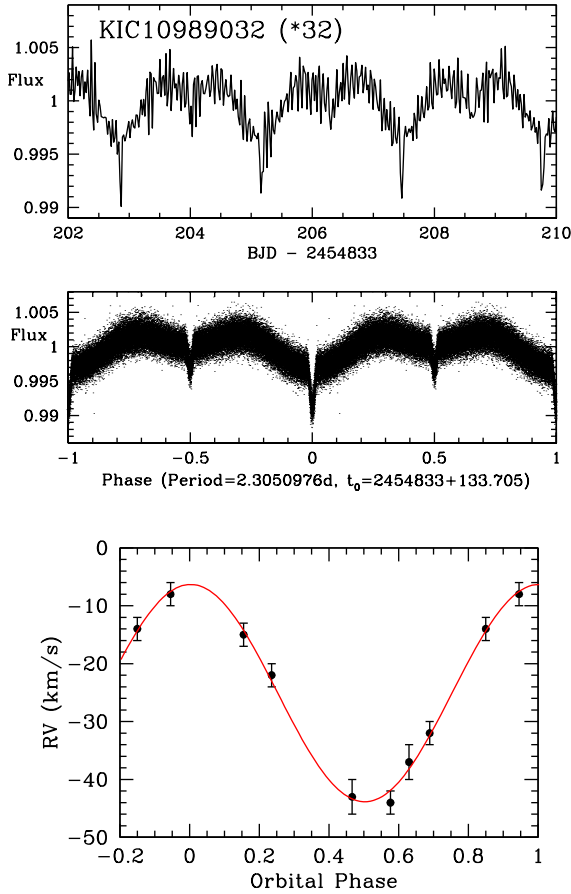 KIC10989032 (*32)
1.005
Flux
1
0.995
0.99
202 204 206 208 210
BJD − 2454833
1.005
Flux
1
0.995
0.99
−1 −0.5 0 0.5 1
Phase (Period=2.3050976d, t₀=2454833+133.705)
0
−10
−20
RV (km/s)
−30
−40
−50
−0.2 0 0.2 0.4 0.6 0.8 1
Orbital Phase